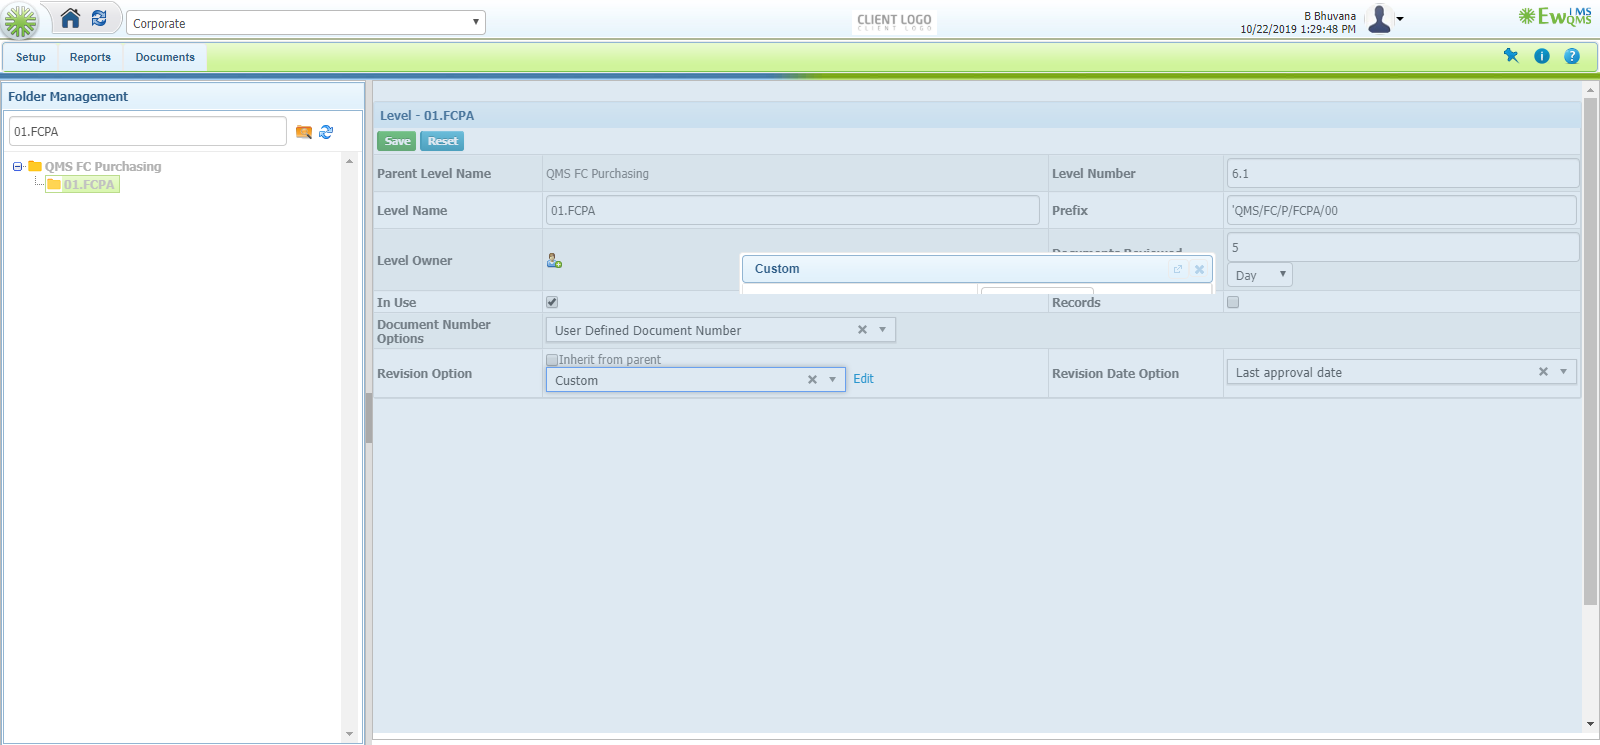 Corporate
CLIENT LOGO
CLIENT LOGO
B Bhuvana
10/22/2019 1:29:48 PM
EwQMS
Setup Reports Documents
Folder Management
01.FCPA
QMS FC Purchasing
01.FCPA
Level - 01.FCPA
Save Reset
Parent Level Name QMS FC Purchasing Level Number 6.1
Level Name 01.FCPA Prefix 'QMS/FC/P/FCPA/00
Level Owner Documents Reviewed 5
Day
Custom
In Use Records
Document Number Options User Defined Document Number
Revision Option Inherit from parent
Custom Edit Revision Date Option Last approval date